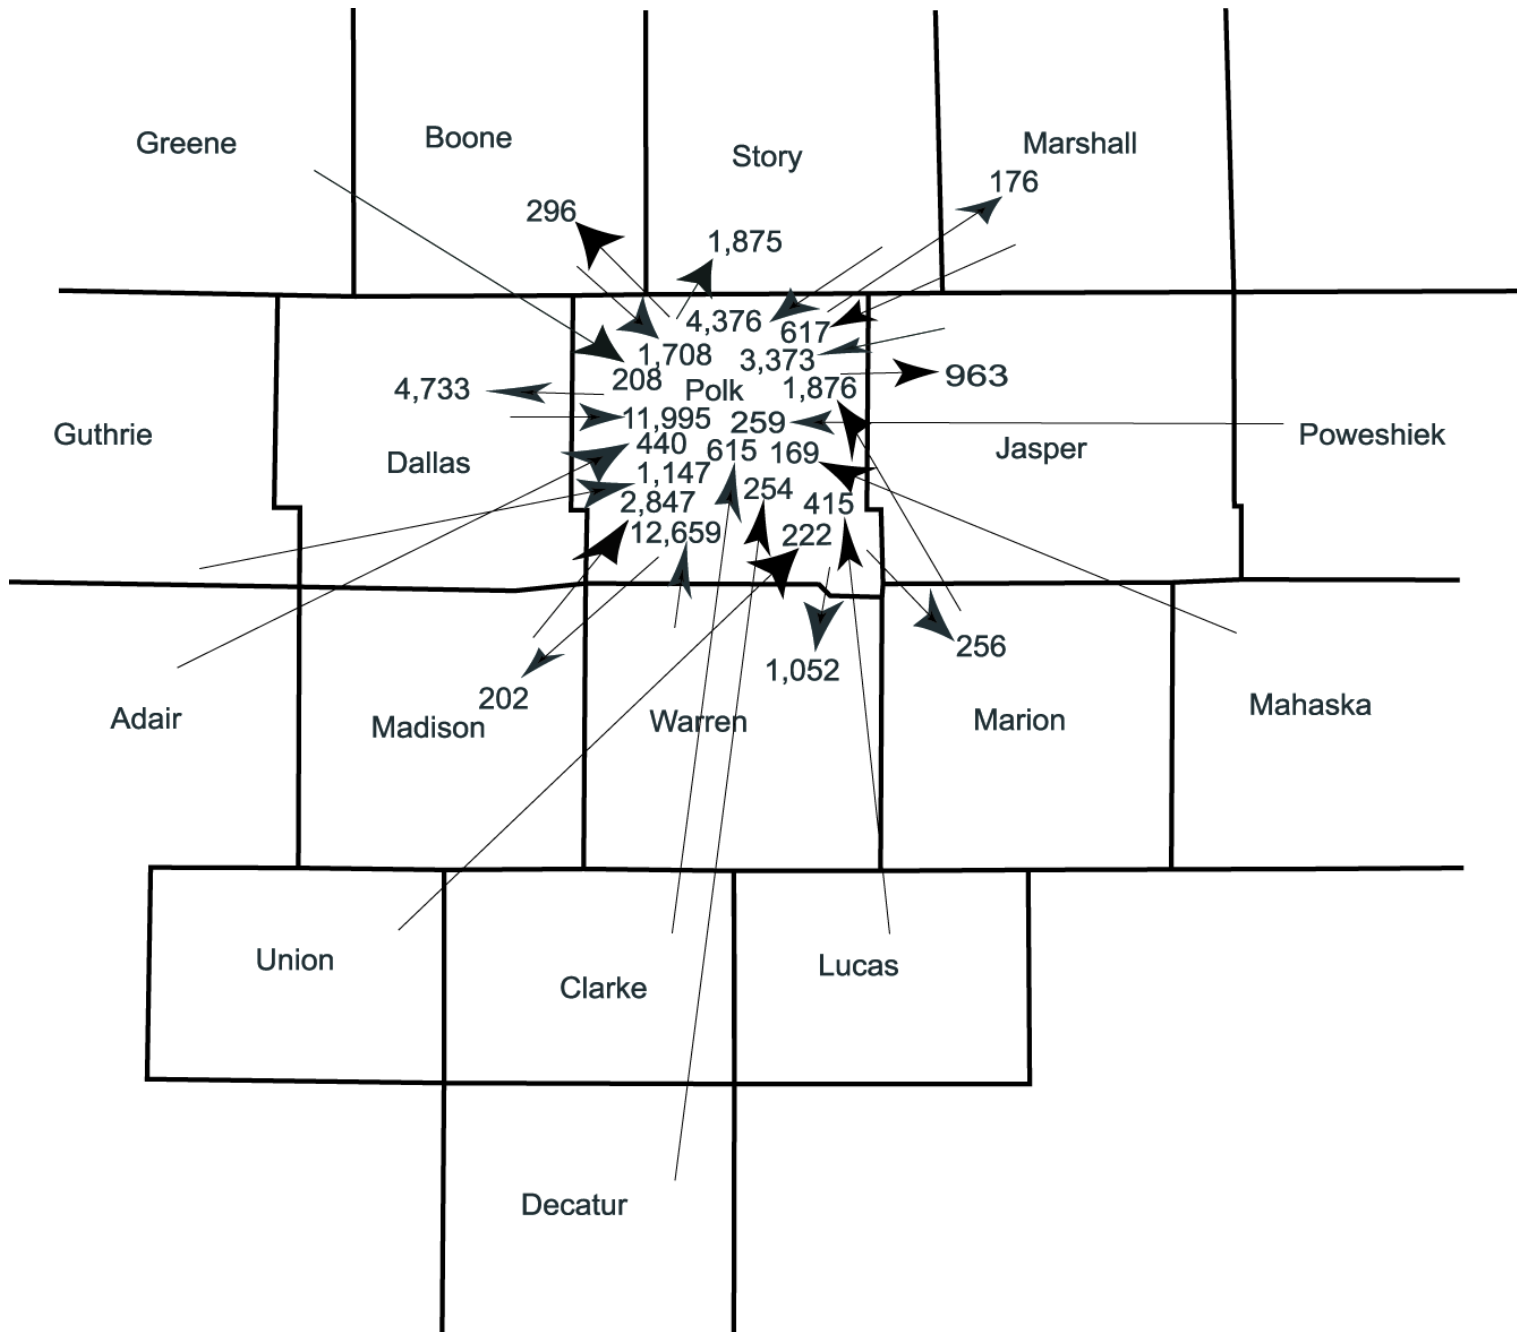 Greene
Boone
Story
Marshall
176
296
1,875
4,376
617
1,708
3,373
208
Polk
1,876
963
4,733
11,995
259
Guthrie
Dallas
440
615
169
Jasper
Poweshiek
1,147
254
2,847
415
12,659
222
256
1,052
202
Adair
Madison
Warren
Marion
Mahaska
Union
Clarke
Lucas
Decatur